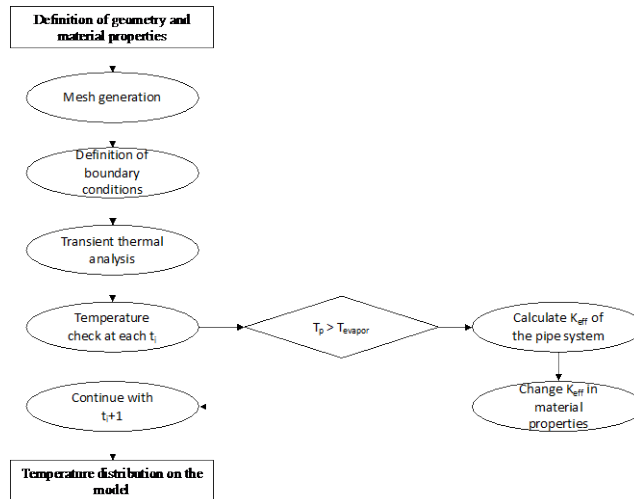 Definition of geometry and
material properties
Mesh generation
Definition of
boundary
conditions
Transient thermal
analysis
Temperature
check at each tᵢ
Tₚ > Tₑᵥₐₚₒᵣ
Calculate Kₑff of
the pipe system
Change Kₑff in
material
properties
Continue with
tᵢ+1
Temperature distribution on the
model